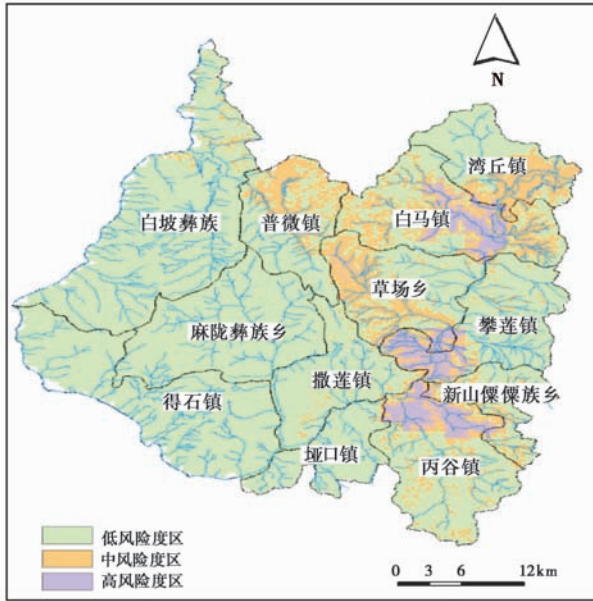 N
湾丘镇
白坡彝族
普微镇
白马镇
草场乡
攀莲镇
麻陇彝族乡
撒莲镇
新山傈僳族乡
得石镇
垭口镇
丙谷镇
低风险度区
中风险度区
高风险度区
0 3 6 12km